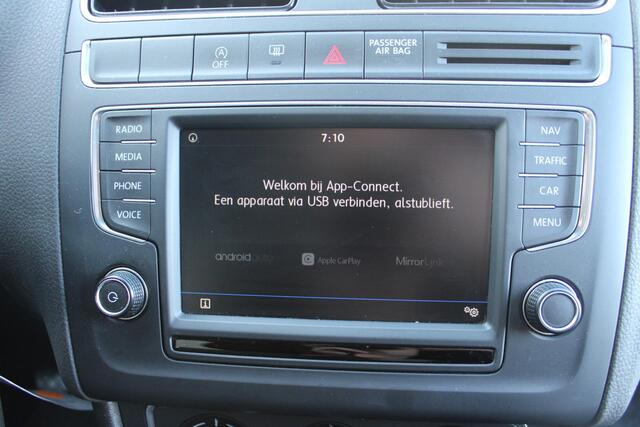 A
OFF
PASSENGER
AIR BAG
RADIO
MEDIA
PHONE
VOICE
7:10
Welkom bij App-Connect.
Een apparaat via USB verbinden, alstublieft.
android auto
Apple CarPlay
MirrorLink
i
NAV
TRAFFIC
CAR
MENU